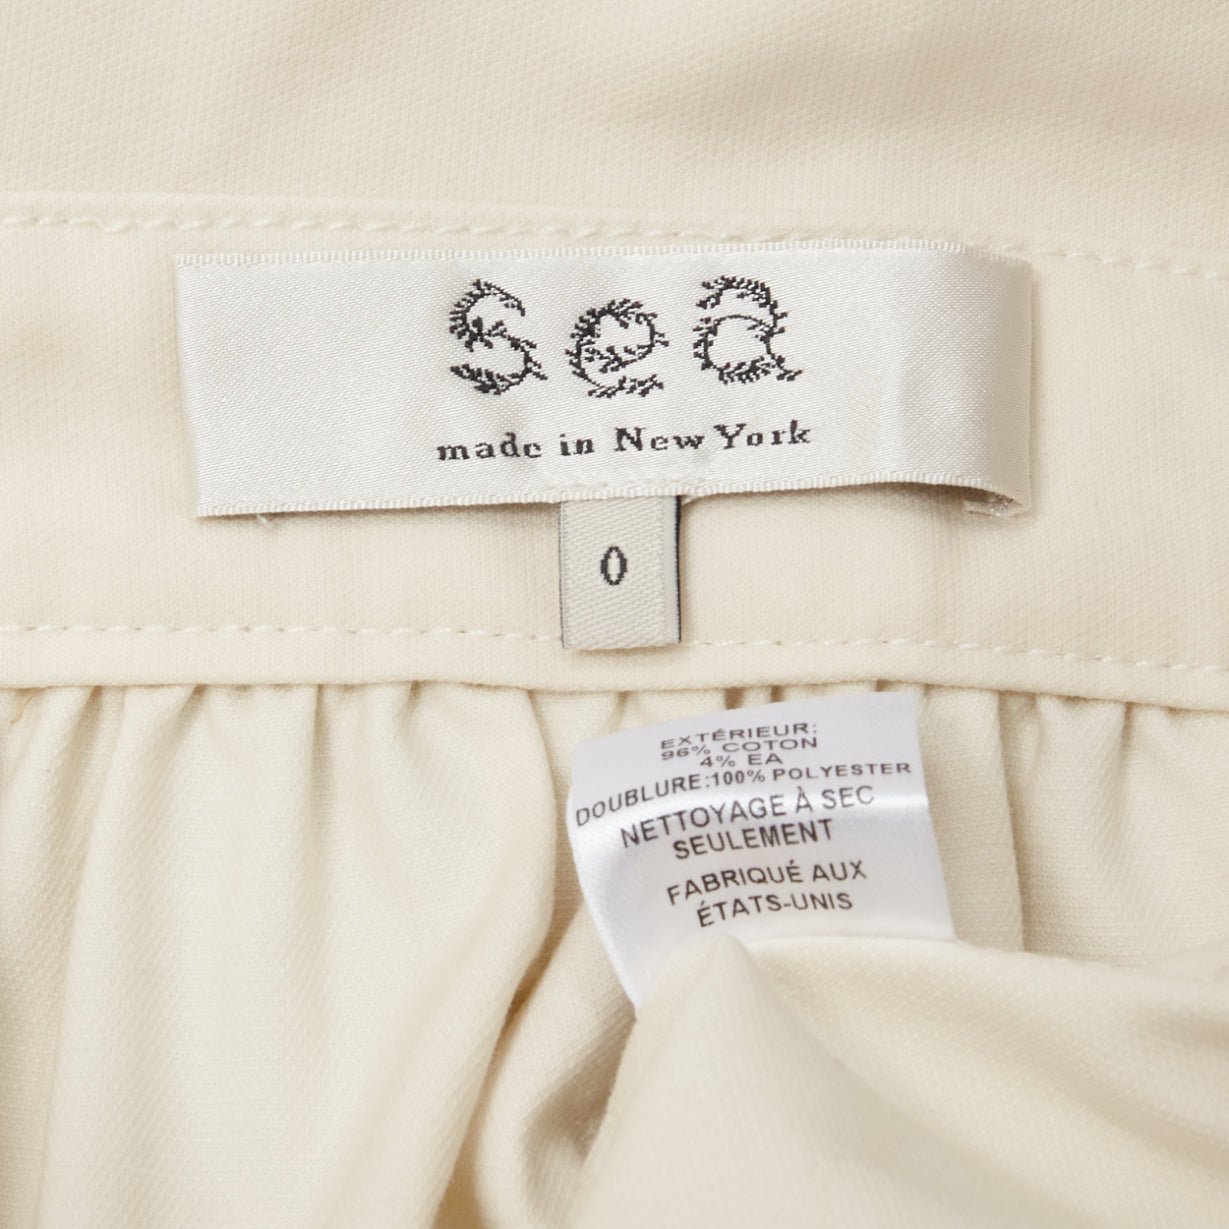 sea
made in New York
0
EXTÉRIEUR:
96% COTON
4% EA
DOUBLURE:100% POLYESTER
NETTOYAGE À SEC
SEULEMENT
FABRIQUÉ AUX
ÉTATS-UNIS